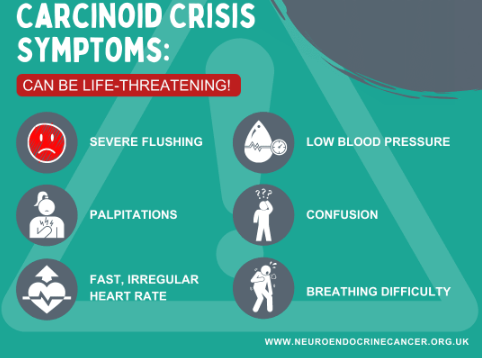 CARCINOID CRISIS
SYMPTOMS:
CAN BE LIFE-THREATENING!
SEVERE FLUSHING
LOW BLOOD PRESSURE
PALPITATIONS
???
CONFUSION
FAST, IRREGULAR
HEART RATE
BREATHING DIFFICULTY
WWW.NEUROENDOCRINECANCER.ORG.UK